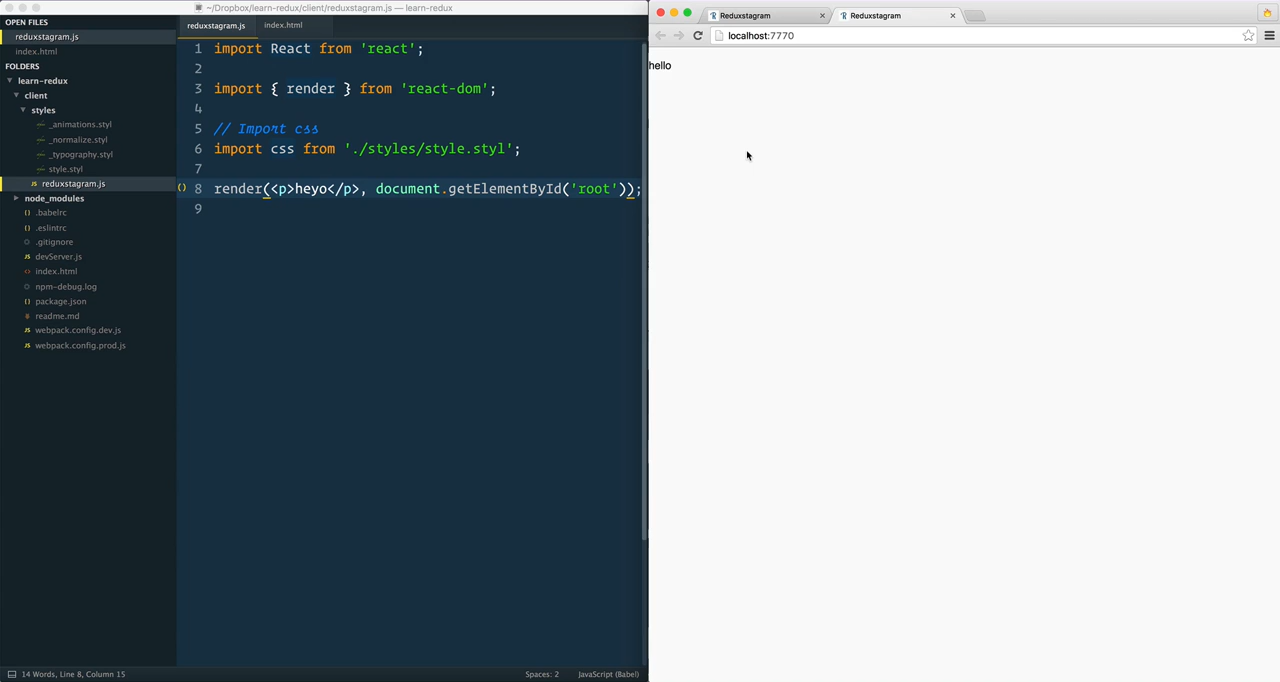 ~/Dropbox/learn-redux/client/reduxstagram.js — learn-redux
OPEN FILES
reduxstagram.js
index.html
FOLDERS
learn-redux
client
styles
_animations.styl
_normalize.styl
_typography.styl
style.styl
JS reduxstagram.js
node_modules
.babelrc
.eslintrc
.gitignore
JS devServer.js
index.html
npm-debug.log
package.json
readme.md
JS webpack.config.dev.js
JS webpack.config.prod.js
reduxstagram.js index.html
1 import React from 'react';
2
3 import { render } from 'react-dom';
4
5 // Import css
6 import css from './styles/style.styl';
7
8 render(<p>heyo</p>, document.getElementById('root'));
9
14 Words, Line 8, Column 15 Spaces: 2 JavaScript (Babel)
Reduxstagram Reduxstagram
localhost:7770
hello